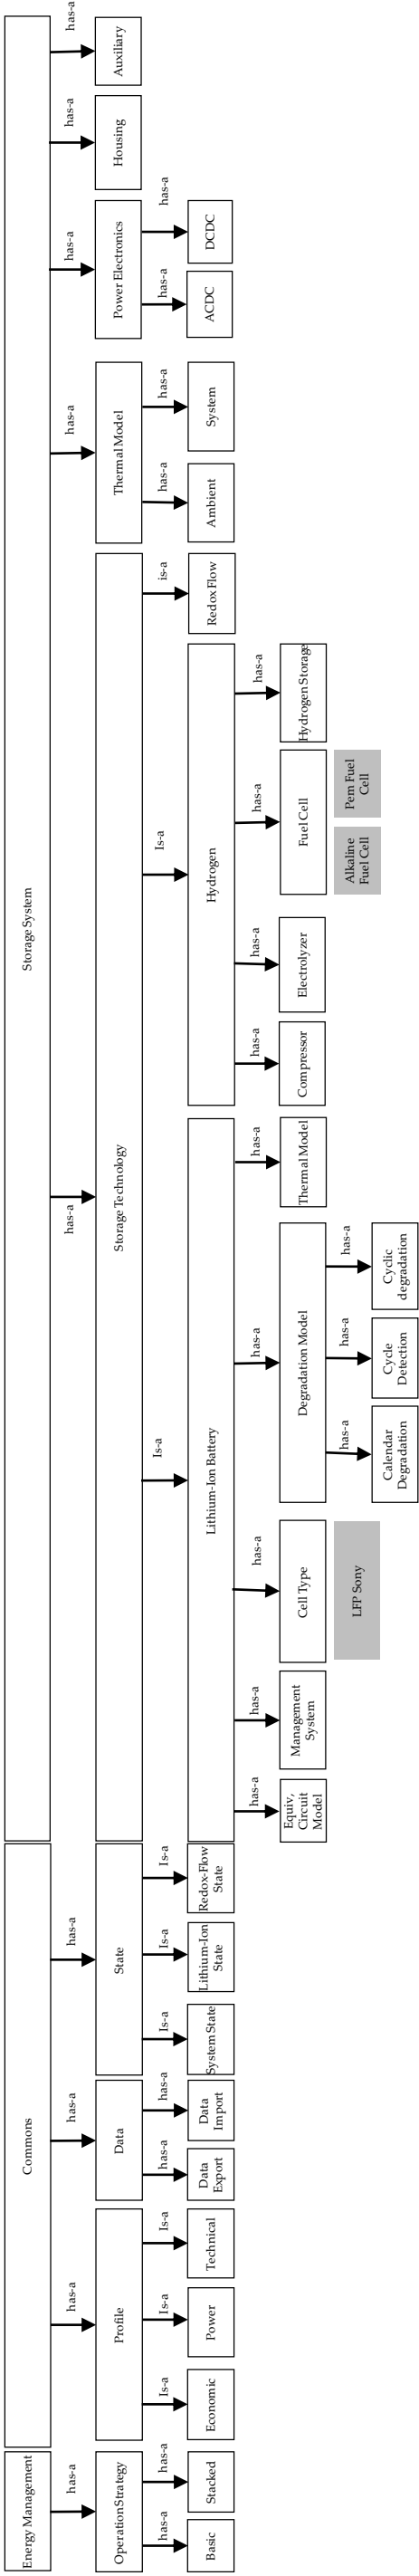 Energy Management
Commons
Storage System
has-a
has-a
has-a
has-a
has-a
has-a
has-a
has-a
has-a
Operation Strategy
Profile
Data
State
Storage Technology
Thermal Model
Power Electronics
Housing
Auxiliary
has-a
has-a
Is-a
Is-a
Is-a
has-a
has-a
Is-a
Is-a
Is-a
Is-a
Is-a
is-a
has-a
has-a
has-a
has-a
Basic
Stacked
Economic
Power
Technical
Data
Export
Data
Import
System State
Lithium-Ion
State
Redox-Flow
State
Lithium-Ion Battery
Hydrogen
Redox Flow
Ambient
System
ACDC
DCDC
has-a
has-a
has-a
has-a
has-a
has-a
has-a
has-a
has-a
Equiv,
Circuit
Model
Management
System
Cell Type
Degradation Model
Thermal Model
Compressor
Electrolyzer
Fuel Cell
Hydrogen Storage
LFP Sony
has-a
has-a
has-a
Alkaline
Fuel Cell
Pem Fuel
Cell
Calendar
Degradation
Cycle
Detection
Cyclic
degradation